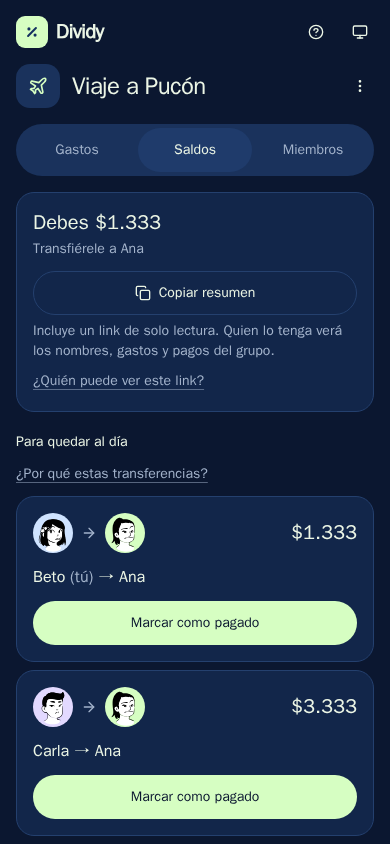 Dividy
Viaje a Pucón
Gastos
Saldos
Miembros
Debes $1.333
Transfiérele a Ana
Copiar resumen
Incluye un link de solo lectura. Quien lo tenga verá
los nombres, gastos y pagos del grupo.
¿Quién puede ver este link?
Para quedar al día
¿Por qué estas transferencias?
$1.333
Beto (tú) → Ana
Marcar como pagado
$3.333
Carla → Ana
Marcar como pagado